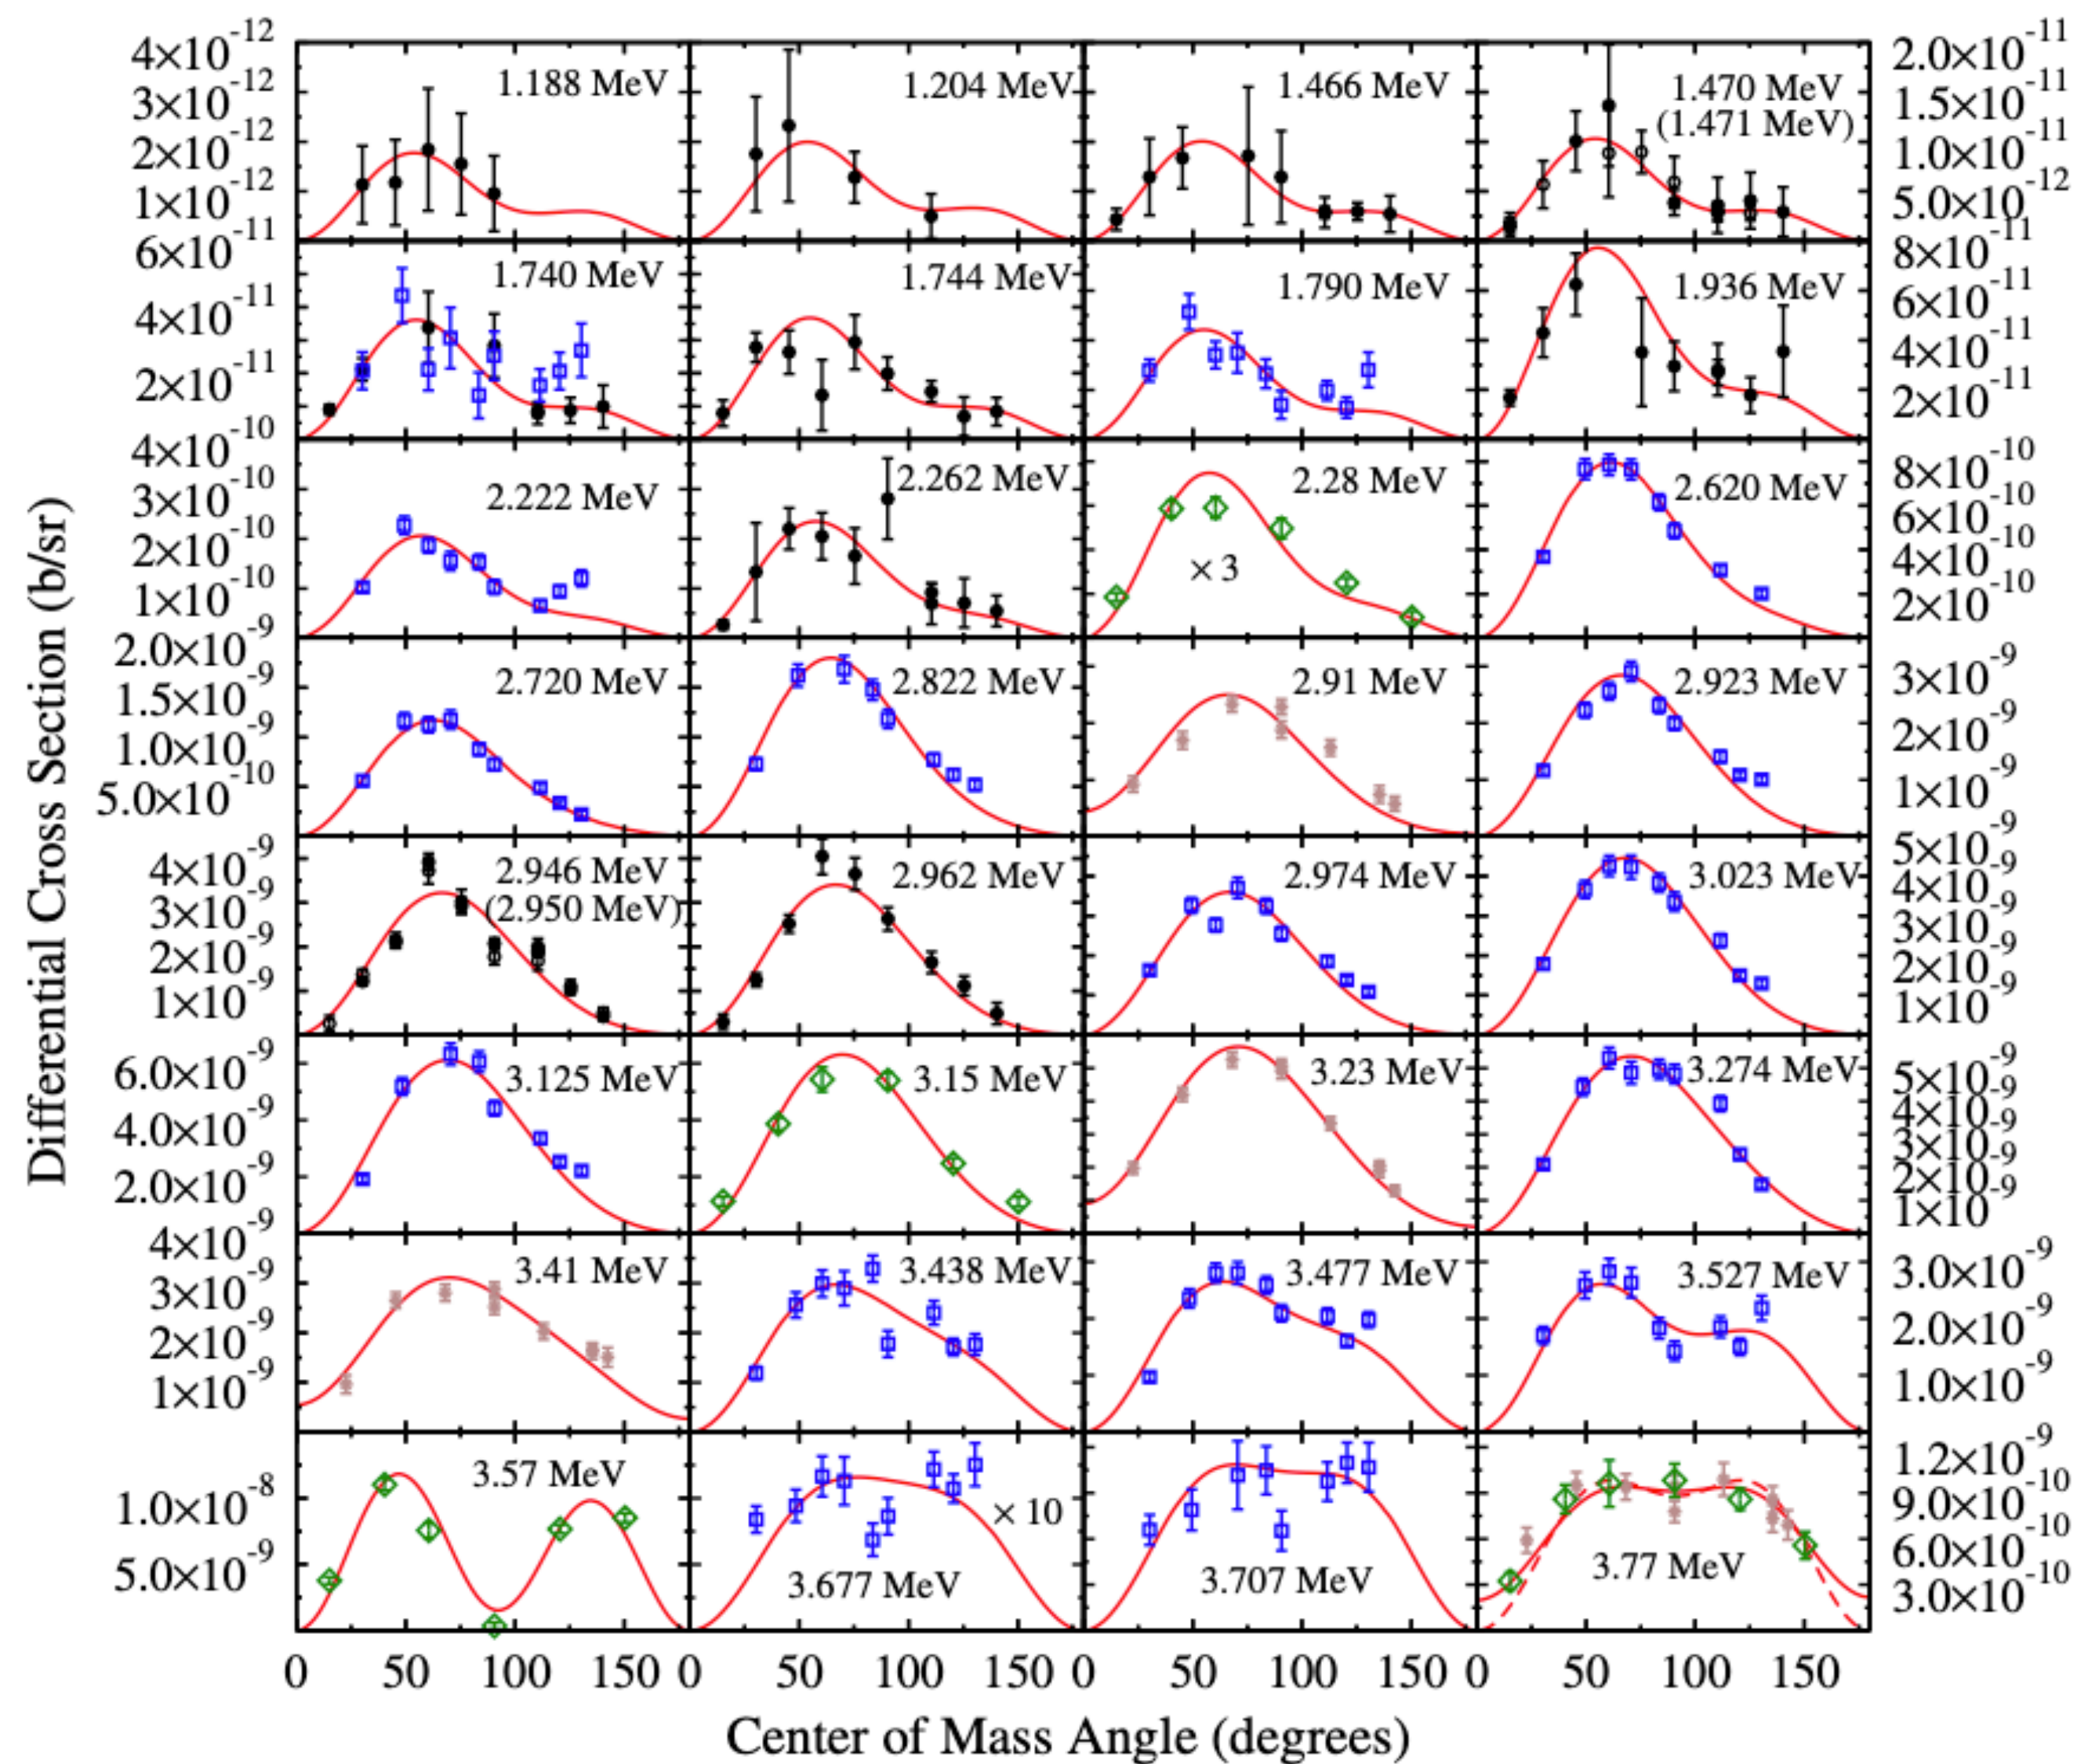 Differential Cross Section (b/sr)
4×10^-12
3×10^-12
2×10^-12
1×10^-12
1.188 MeV
1.204 MeV
1.466 MeV
1.470 MeV
(1.471 MeV)
2.0×10^-11
1.5×10^-11
1.0×10^-11
5.0×10^-12
6×10^-11
4×10^-11
2×10^-11
1.740 MeV
1.744 MeV
1.790 MeV
1.936 MeV
8×10^-11
6×10^-11
4×10^-11
2×10^-11
4×10^-10
3×10^-10
2×10^-10
1×10^-10
2.222 MeV
2.262 MeV
2.28 MeV
× 3
2.620 MeV
8×10^-10
6×10^-10
4×10^-10
2×10^-10
2.0×10^-9
1.5×10^-9
1.0×10^-9
5.0×10^-10
2.720 MeV
2.822 MeV
2.91 MeV
2.923 MeV
3×10^-9
2×10^-9
1×10^-9
4×10^-9
3×10^-9
2×10^-9
1×10^-9
2.946 MeV
(2.950 MeV)
2.962 MeV
2.974 MeV
3.023 MeV
5×10^-9
4×10^-9
3×10^-9
2×10^-9
1×10^-9
6.0×10^-9
4.0×10^-9
2.0×10^-9
3.125 MeV
3.15 MeV
3.23 MeV
3.274 MeV
5×10^-9
4×10^-9
3×10^-9
2×10^-9
1×10^-9
4×10^-9
3×10^-9
2×10^-9
1×10^-9
3.41 MeV
3.438 MeV
3.477 MeV
3.527 MeV
3.0×10^-9
2.0×10^-9
1.0×10^-9
1.0×10^-8
5.0×10^-9
3.57 MeV
× 10
3.677 MeV
3.707 MeV
3.77 MeV
1.2×10^-9
9.0×10^-10
6.0×10^-10
3.0×10^-10
0 50 100 150 0 50 100 150 0 50 100 150 0 50 100 150
Center of Mass Angle (degrees)